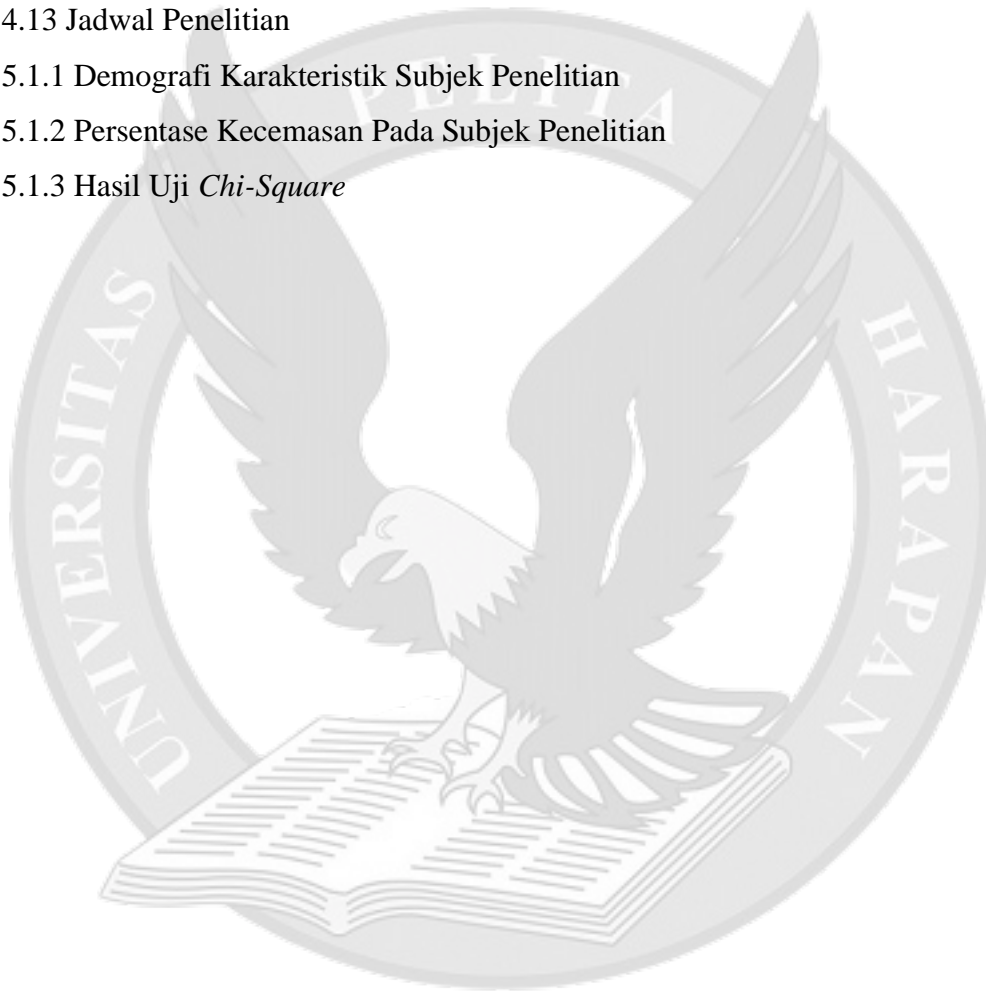 4.13 Jadwal Penelitian
5.1.1 Demografi Karakteristik Subjek Penelitian
5.1.2 Persentase Kecemasan Pada Subjek Penelitian
5.1.3 Hasil Uji Chi-Square
UNIVERSITAS PELITA HARAPAN